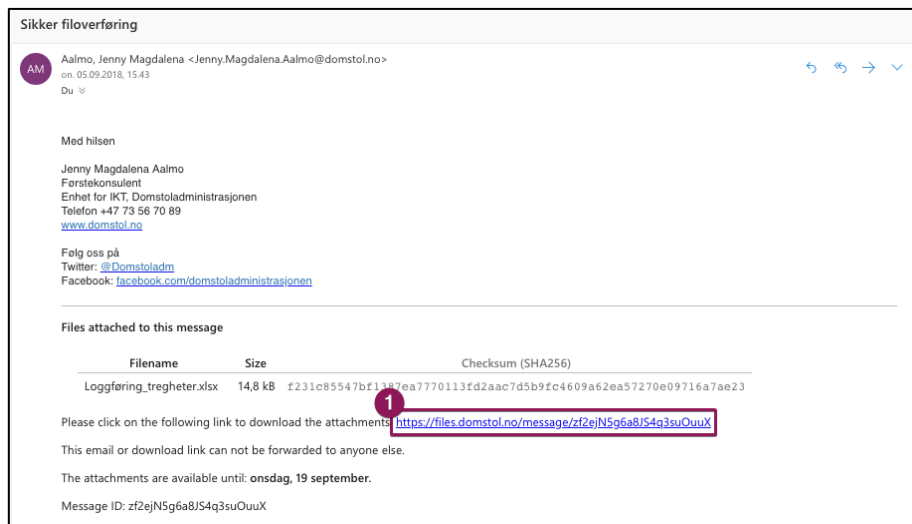 Sikker filoverføring
AM
Aalmo, Jenny Magdalena <Jenny.Magdalena.Aalmo@domstol.no>
on. 05.09.2018, 15.43
Du
Med hilsen
Jenny Magdalena Aalmo
Førstekonsulent
Enhet for IKT, Domstoladministrasjonen
Telefon +47 73 56 70 89
www.domstol.no
Følg oss på
Twitter: @Domstoladm
Facebook: facebook.com/domstoladministrasjonen
Files attached to this message
Filename Size Checksum (SHA256)
Loggføring_tregheter.xlsx 14,8 kB f231c85547bf1387ea7770113fd2aac7d5b9fc4609a62ea57270e09716a7ae23
1
Please click on the following link to download the attachments https://files.domstol.no/message/zf2ejN5g6a8JS4q3suOuuX
This email or download link can not be forwarded to anyone else.
The attachments are available until: onsdag, 19 september.
Message ID: zf2ejN5g6a8JS4q3suOuuX